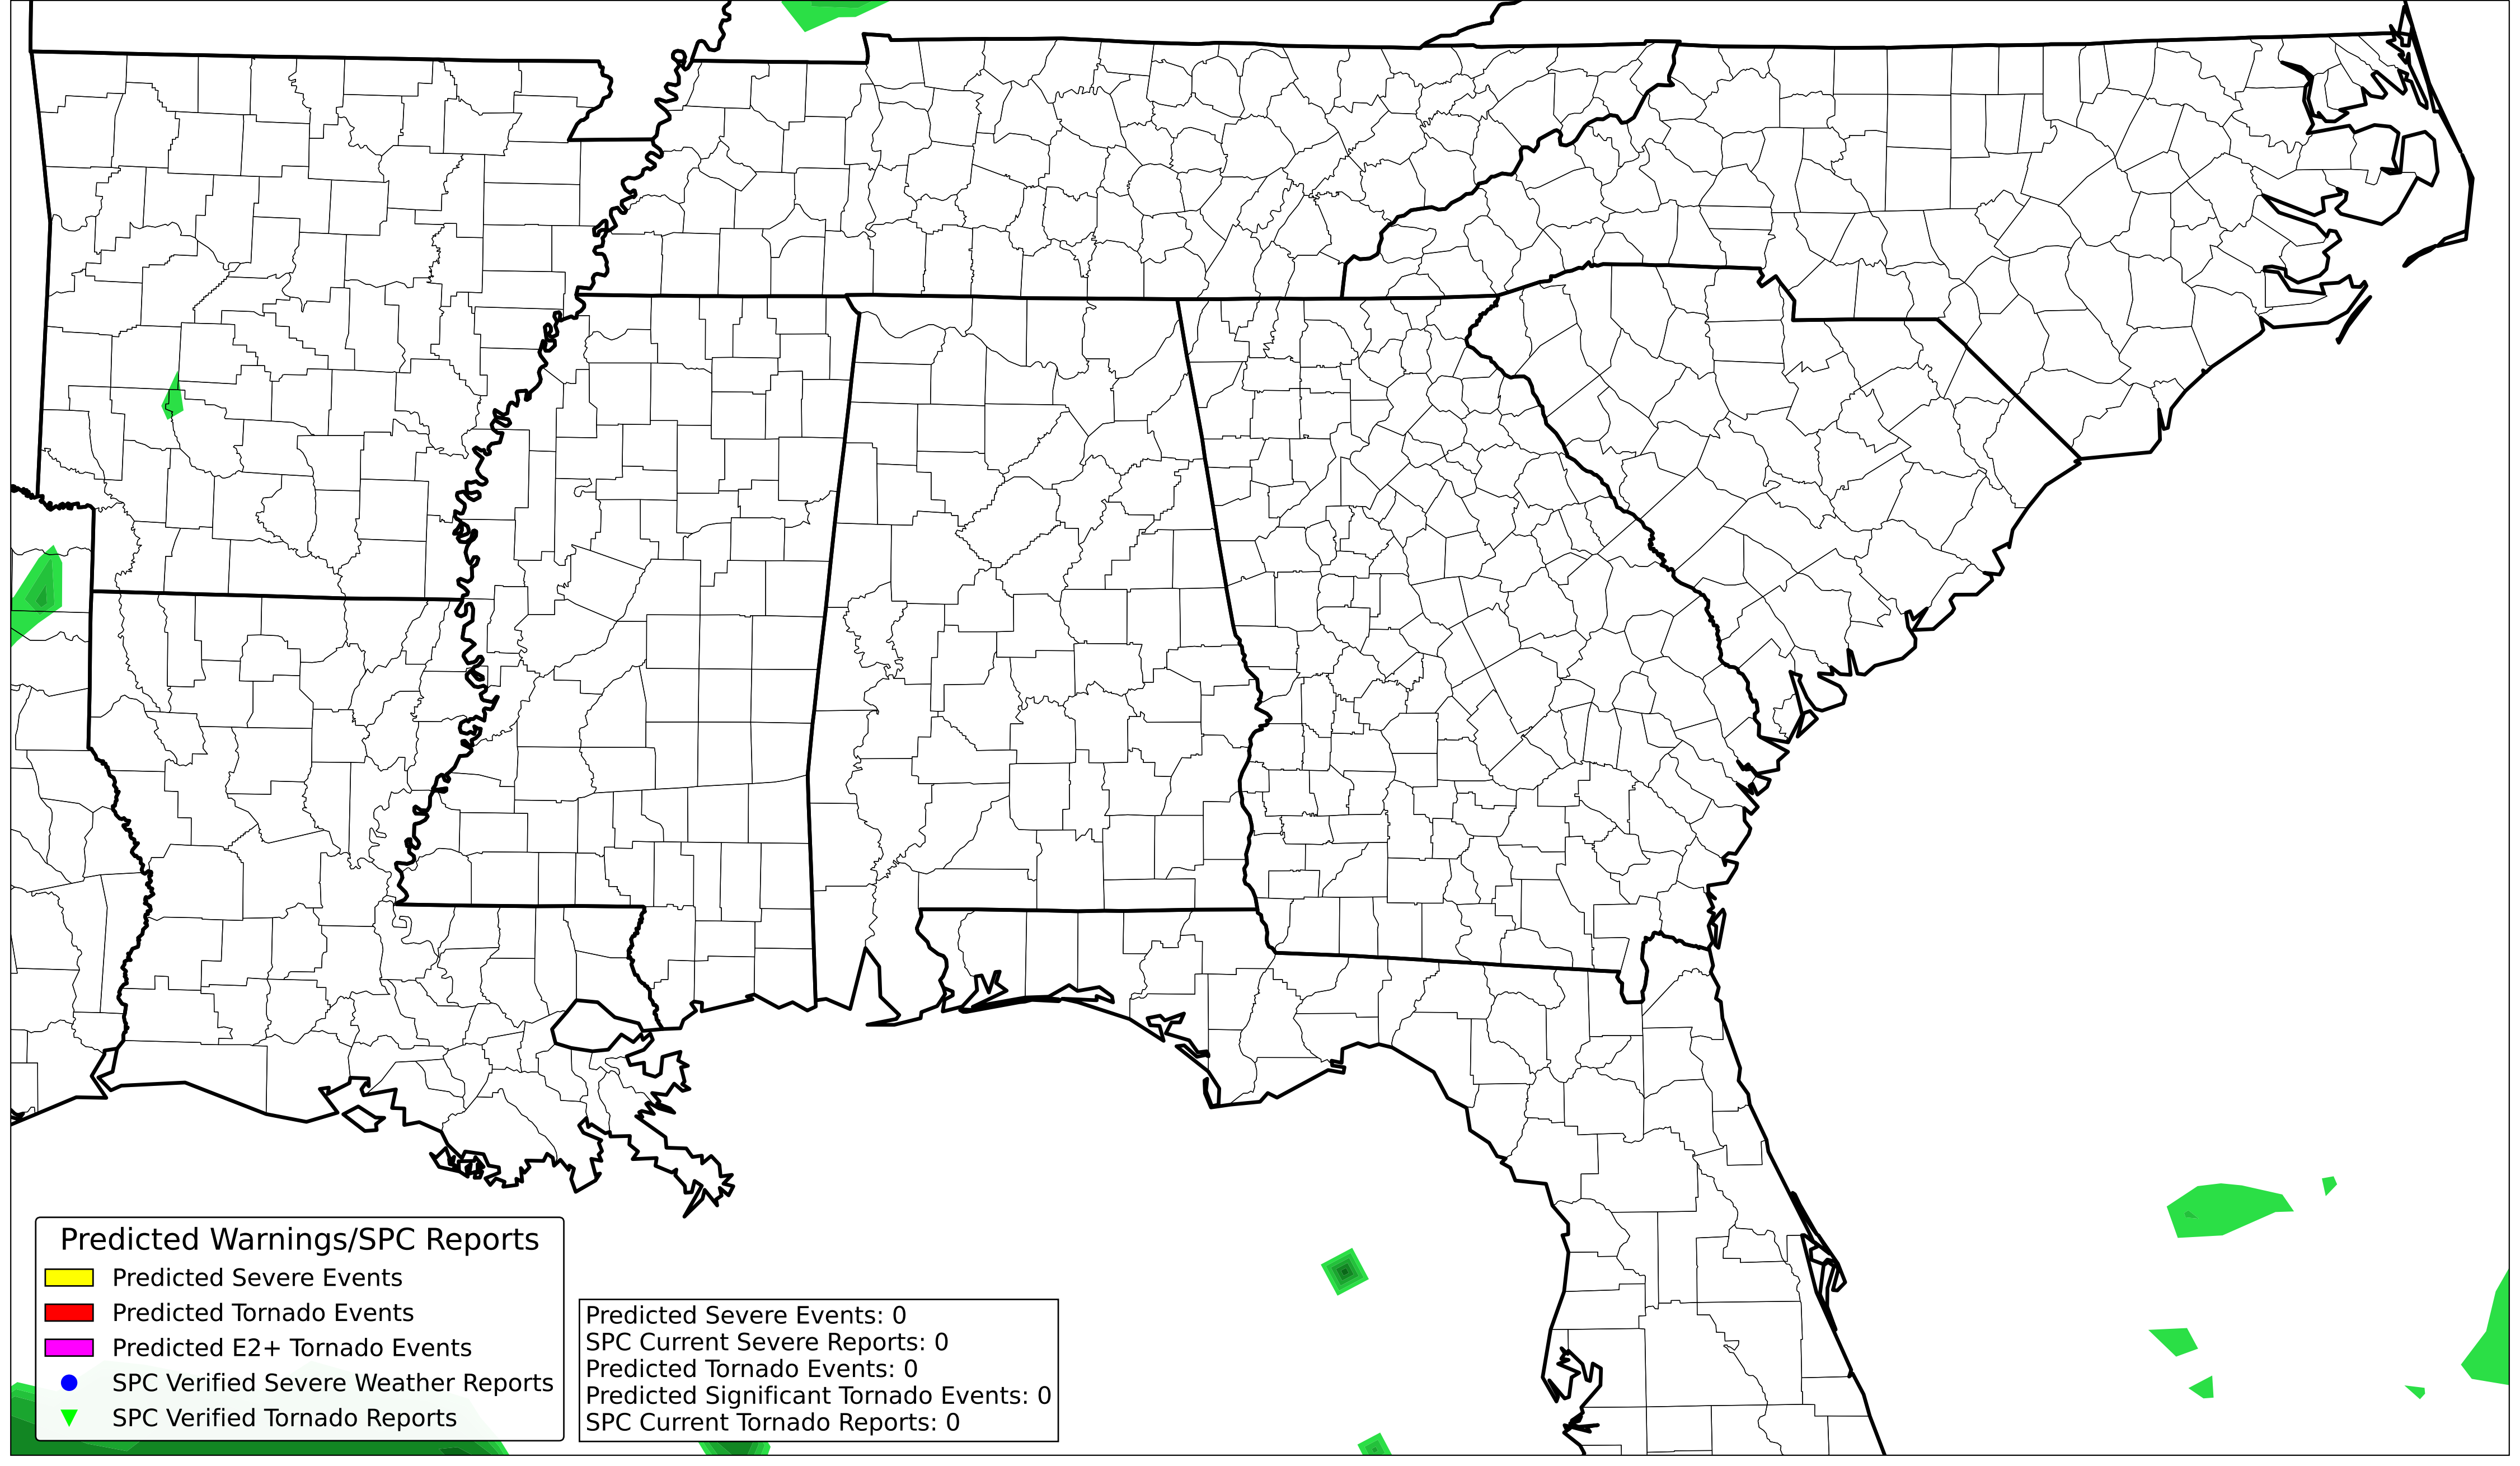 Predicted Warnings/SPC Reports
Predicted Severe Events
Predicted Tornado Events
Predicted E2+ Tornado Events
SPC Verified Severe Weather Reports
SPC Verified Tornado Reports
Predicted Severe Events: 0
SPC Current Severe Reports: 0
Predicted Tornado Events: 0
Predicted Significant Tornado Events: 0
SPC Current Tornado Reports: 0